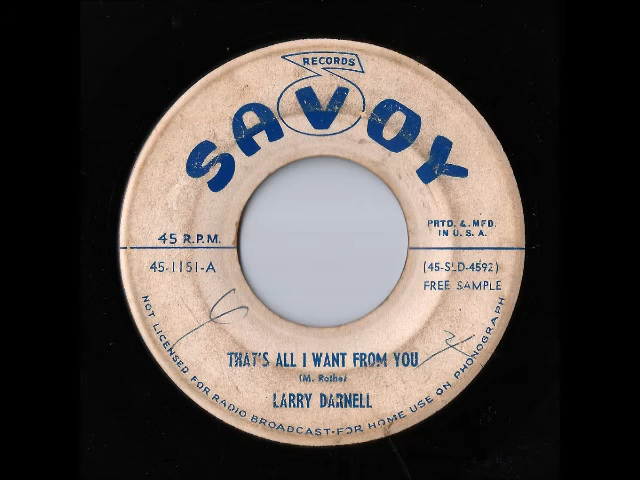 RECORDS
SAVOY
45 R.P.M.
PRTD. & MFD.
IN U. S. A.
45-1151-A
(45-SLD-4592)
FREE SAMPLE
THAT'S ALL I WANT FROM YOU
(M. Rotha)
LARRY DARNELL
NOT LICENSED FOR RADIO BROADCAST-FOR HOME USE ON PHONOGRAPH